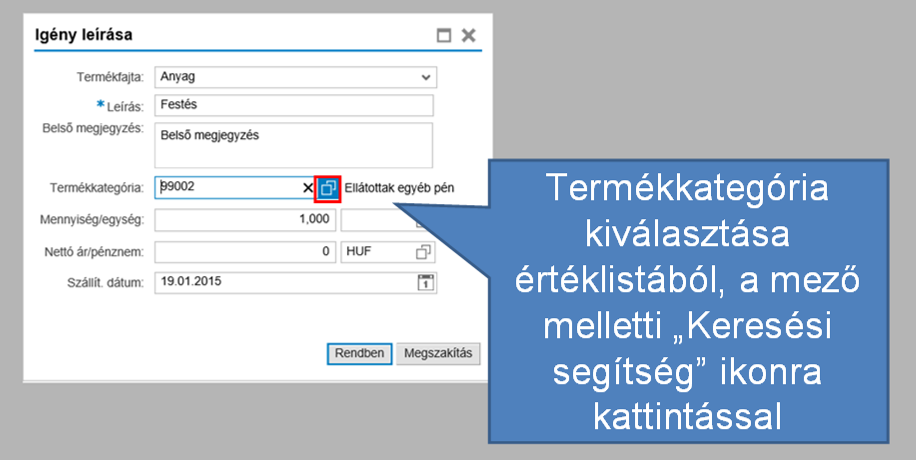 Igény leírása
Termékfajta: Anyag
*Leírás: Festés
Belső megjegyzés: Belső megjegyzés
Termékkategória: 99002 Ellátottak egyéb pén
Mennyiség/egység: 1,000
Nettó ár/pénznem: 0 HUF
Szállít. dátum: 19.01.2015 1
Rendben Megszakítás
Termékkategória
kiválasztása
értéklistából, a mező
melletti „Keresési
segítség” ikonra
kattintással